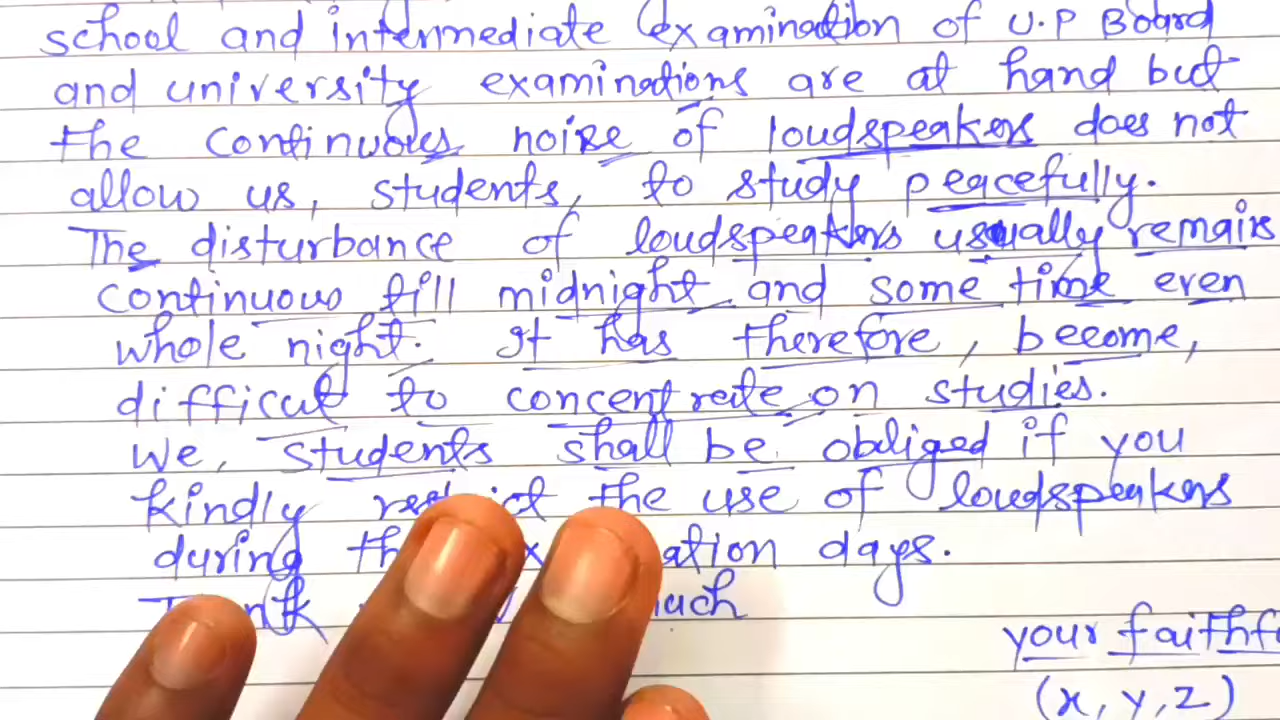 school and intermediate examination of U.P Board
and university examinations are at hand but
the continuous noise of loudspeakers does not
allow us, students, to study peacefully.
The disturbance of loudspeakers usually remains
continuous till midnight and some time even
whole night. It has therefore, become,
difficult to concentrate on studies.
We, students shall be obliged if you
kindly the use of loudspeakers
during days.
your
(x, y, z)